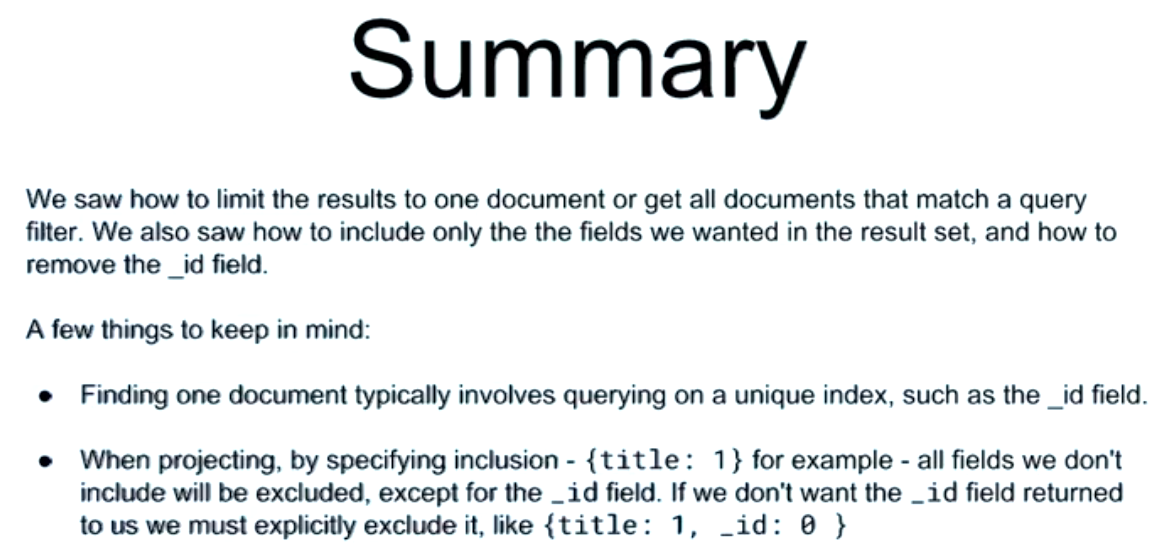 Summary
We saw how to limit the results to one document or get all documents that match a query
filter. We also saw how to include only the the fields we wanted in the result set, and how to
remove the _id field.
A few things to keep in mind:
● Finding one document typically involves querying on a unique index, such as the _id field.
● When projecting, by specifying inclusion - {title: 1} for example - all fields we don't
include will be excluded, except for the _id field. If we don't want the _id field returned
to us we must explicitly exclude it, like {title: 1, _id: 0 }